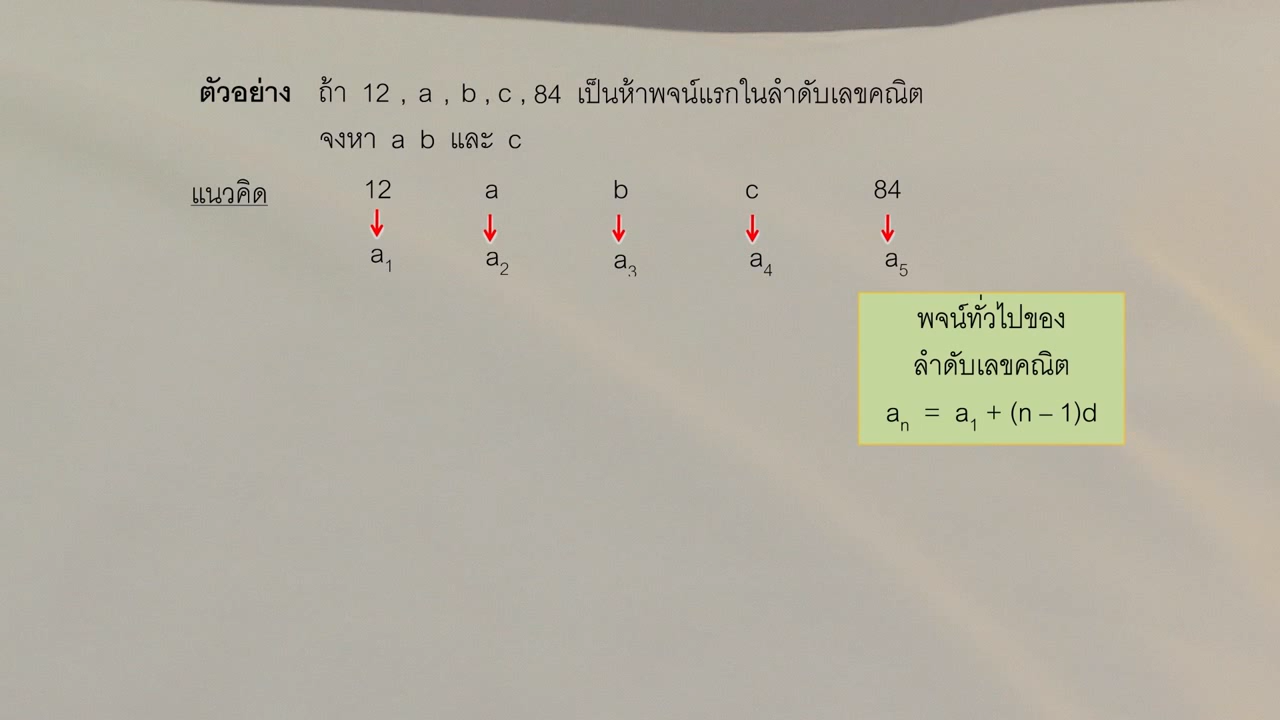 ตัวอย่าง ถ้า 12 , a , b , c , 84 เป็นห้าพจน์แรกในลำดับเลขคณิต
จงหา a b และ c
แนวคิด 12 a b c 84
a1 a2 a3 a4 a5
พจน์ทั่วไปของ
ลำดับเลขคณิต
an = a1 + (n – 1)d